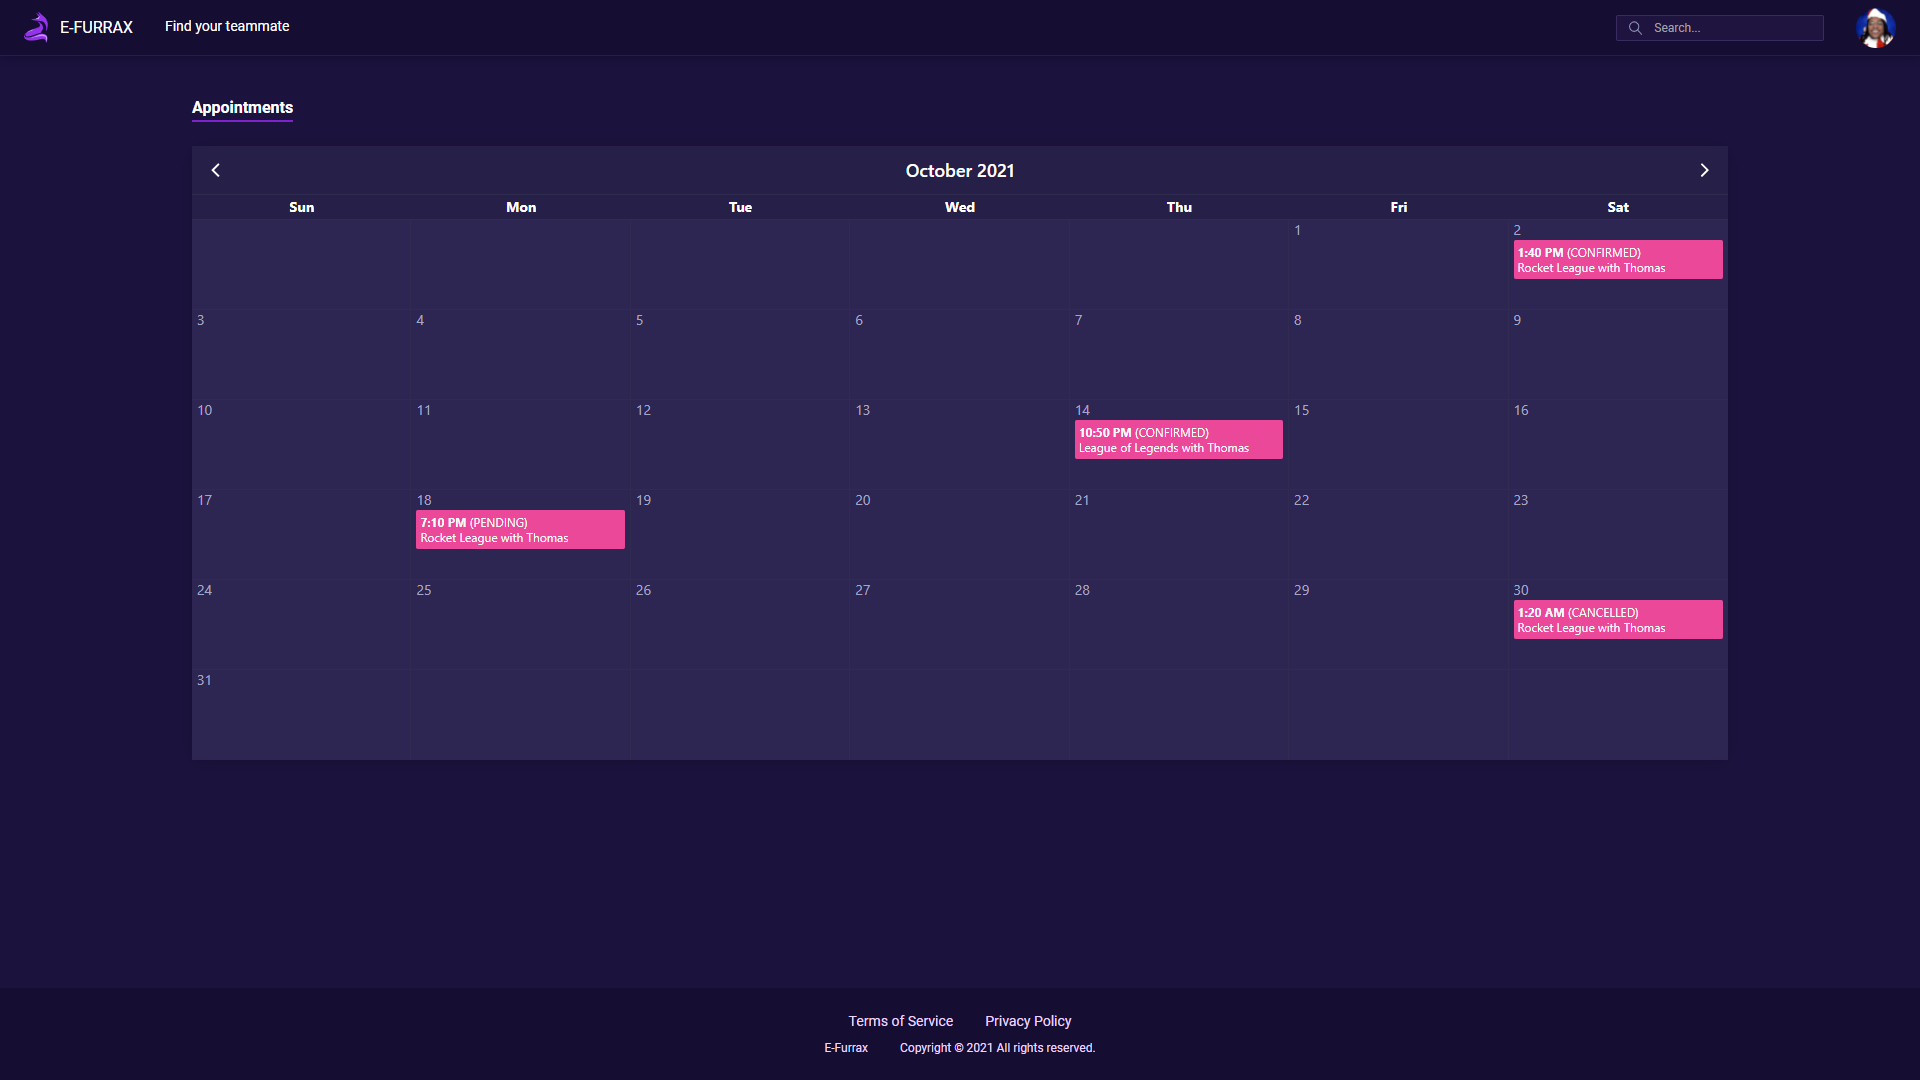 E-FURRAX
Find your teammate
Search...
Appointments
October 2021
Sun Mon Tue Wed Thu Fri Sat
1 2
1:40 PM (CONFIRMED)
Rocket League with Thomas
3 4 5 6 7 8 9
10 11 12 13 14 15 16
10:50 PM (CONFIRMED)
League of Legends with Thomas
17 18 19 20 21 22 23
7:10 PM (PENDING)
Rocket League with Thomas
24 25 26 27 28 29 30
1:20 AM (CANCELLED)
Rocket League with Thomas
31
Terms of Service Privacy Policy
E-Furrax Copyright © 2021 All rights reserved.